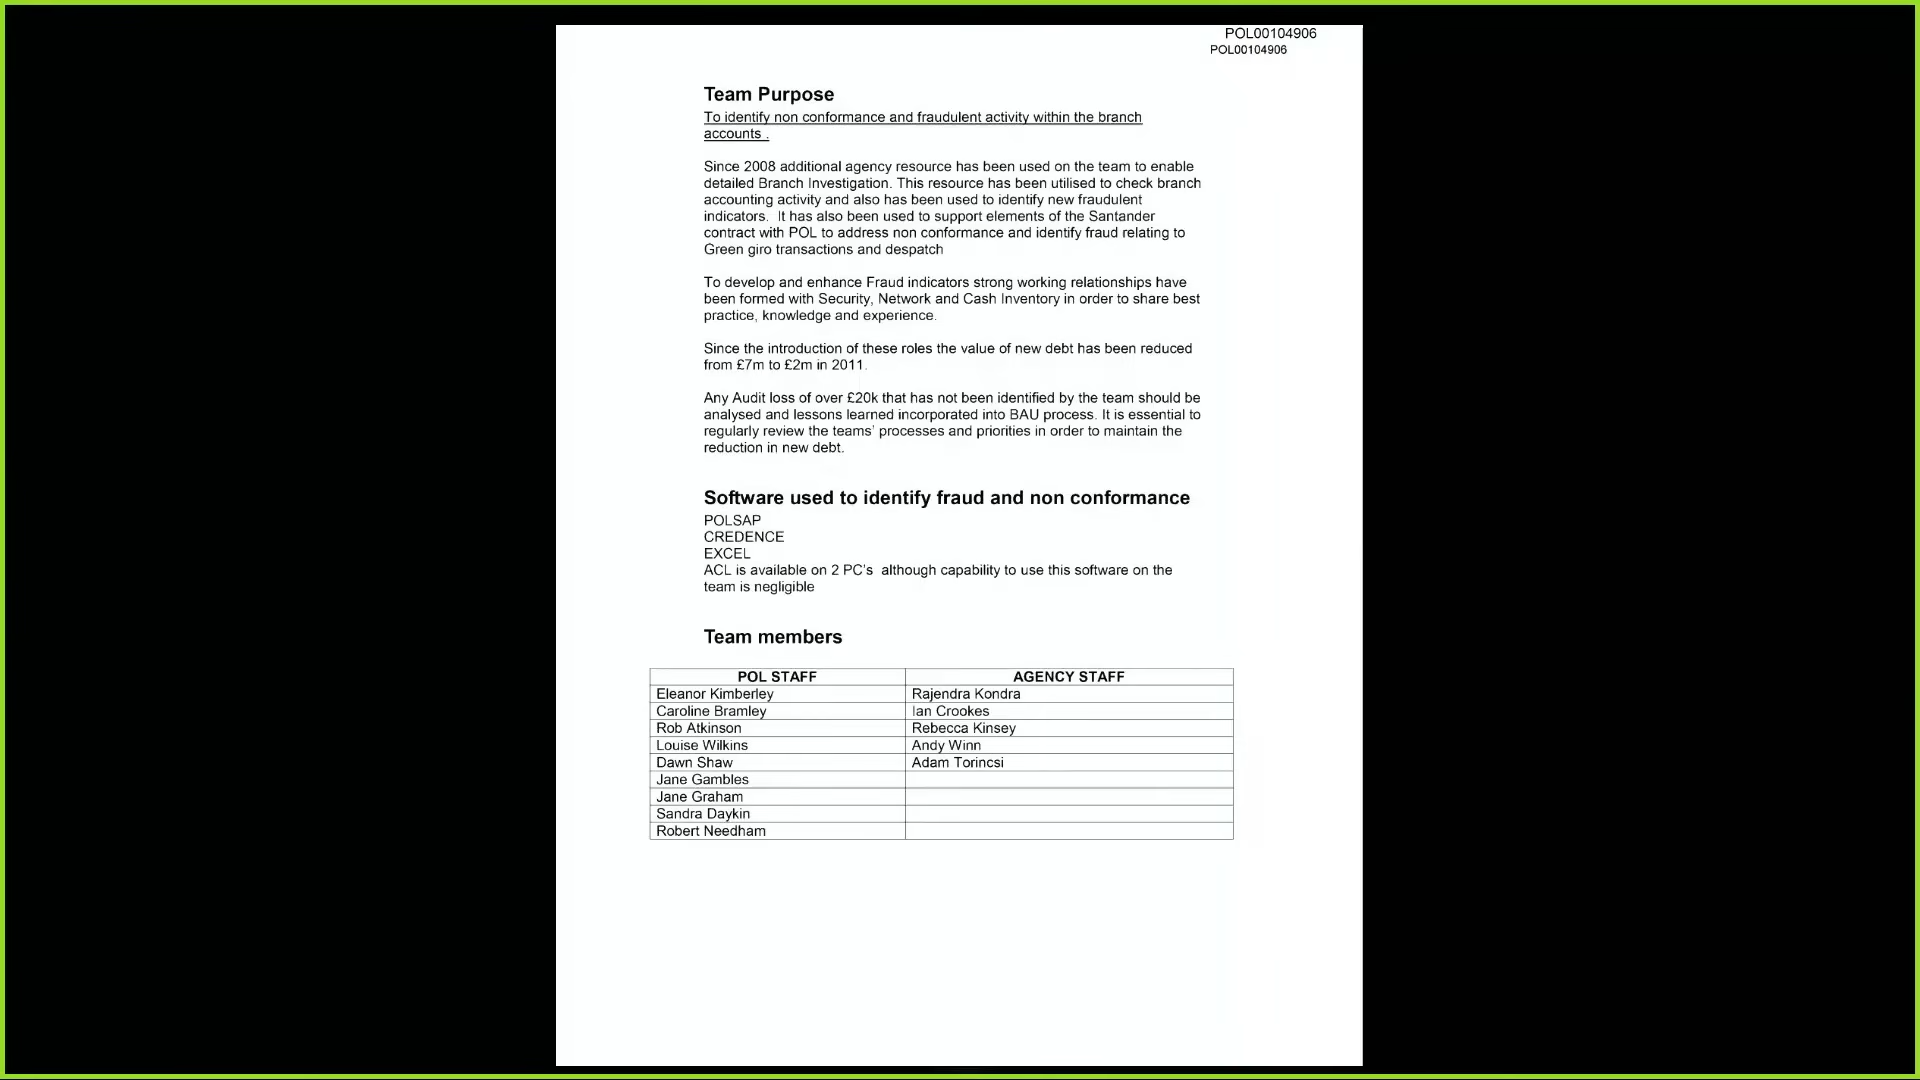 POL00104906
POL00104906
Team Purpose
To identify non conformance and fraudulent activity within the branch
accounts .
Since 2008 additional agency resource has been used on the team to enable
detailed Branch Investigation. This resource has been utilised to check branch
accounting activity and also has been used to identify new fraudulent
indicators.  It has also been used to support elements of the Santander
contract with POL to address non conformance and identify fraud relating to
Green giro transactions and despatch
To develop and enhance Fraud indicators strong working relationships have
been formed with Security, Network and Cash Inventory in order to share best
practice, knowledge and experience.
Since the introduction of these roles the value of new debt has been reduced
from £7m to £2m in 2011.
Any Audit loss of over £20k that has not been identified by the team should be
analysed and lessons learned incorporated into BAU process. It is essential to
regularly review the teams' processes and priorities in order to maintain the
reduction in new debt.
Software used to identify fraud and non conformance
POLSAP
CREDENCE
EXCEL
ACL is available on 2 PC's  although capability to use this software on the
team is negligible
Team members
POL STAFF AGENCY STAFF
Eleanor Kimberley Rajendra Kondra
Caroline Bramley Ian Crookes
Rob Atkinson Rebecca Kinsey
Louise Wilkins Andy Winn
Dawn Shaw Adam Torincsi
Jane Gambles
Jane Graham
Sandra Daykin
Robert Needham